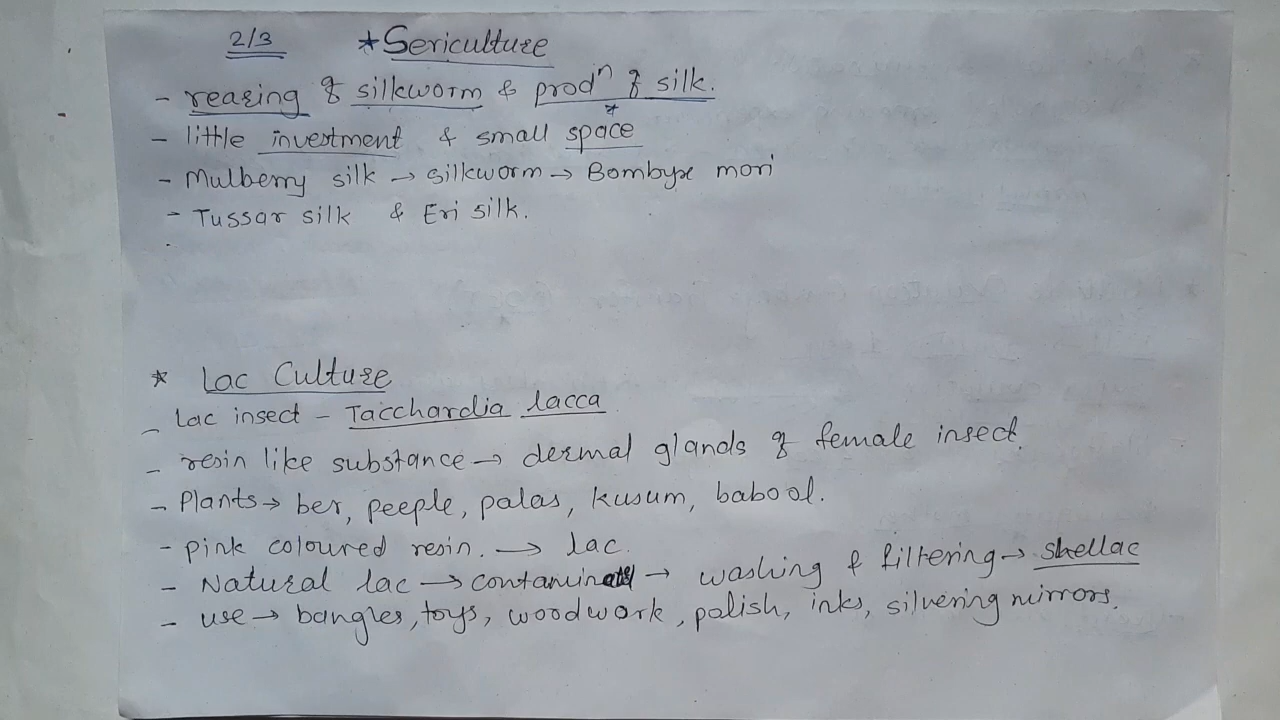 2/3 *Sericulture
- rearing of silkworm & prodⁿ of silk.
*
- little investment & small space
- Mulberry silk → silkworm → Bombyx mori
- Tussar silk & Eri silk.
* Lac Culture
- Lac insect - Tacchardia lacca
- resin like substance → dermal glands of female insect.
- Plants → ber, peeple, palas, kusum, babool.
- pink coloured resin. → lac.
- Natural lac → contaminated → washing & filtering → shellac
- use → bangles, toys, woodwork, polish, inks, silvering mirrors.